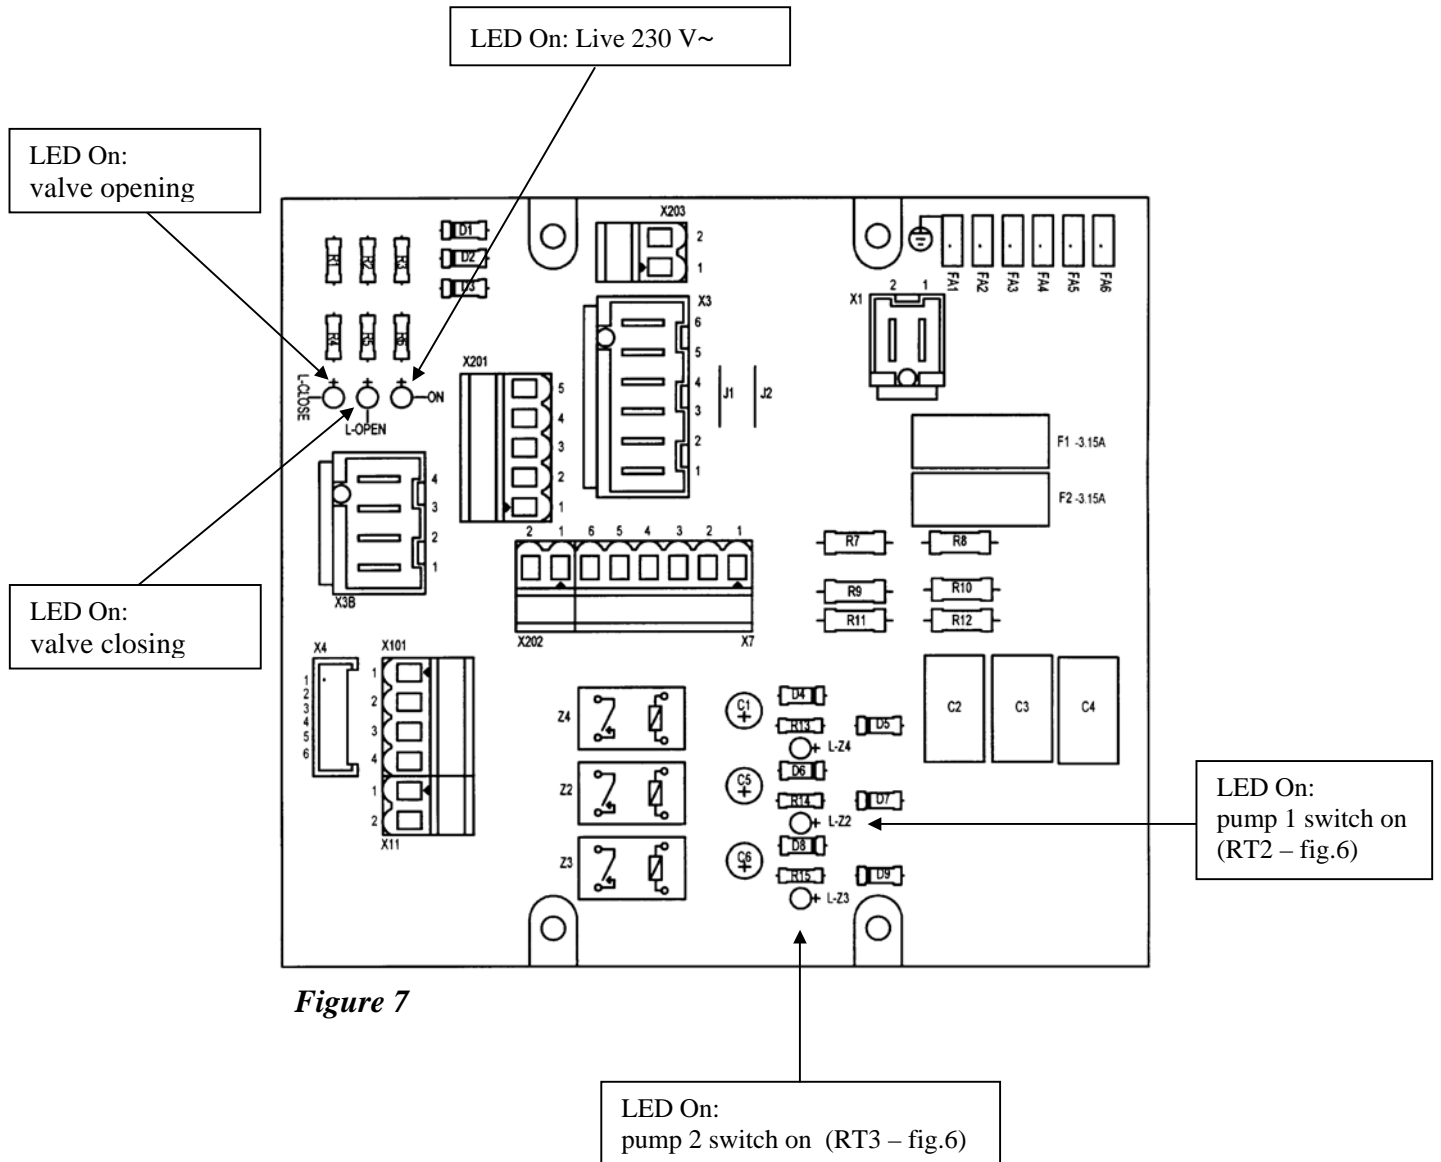 LED On: Live 230 V~
LED On:
valve opening
X203
2
1
D1
D2
D3
R1
R2
R3
FA1
FA2
FA3
FA4
FA5
FA6
X1
2 1
X3
6
5
4
3
2
1
J1
J2
R4
R5
R6
X201
5
4
3
2
1
+ + +
L-CLOSE
ON
L-OPEN
F1 -3.15A
F2 -3.15A
4
3
2
1
X3B
2 1 6 5 4 3 2 1
X202
X7
R7
R8
R9
R10
R11
R12
LED On:
valve closing
X4
1
2
3
4
5
6
X101
1
2
3
4
1
2
X11
Z4
Z2
Z3
C1
+
C5
+
C6
+
D4
R13
D5
+ L-Z4
D6
R14
D7
+ L-Z2
D8
R15
D9
+ L-Z3
C2
C3
C4
LED On:
pump 1 switch on
(RT2 – fig.6)
Figure 7
LED On:
pump 2 switch on (RT3 – fig.6)